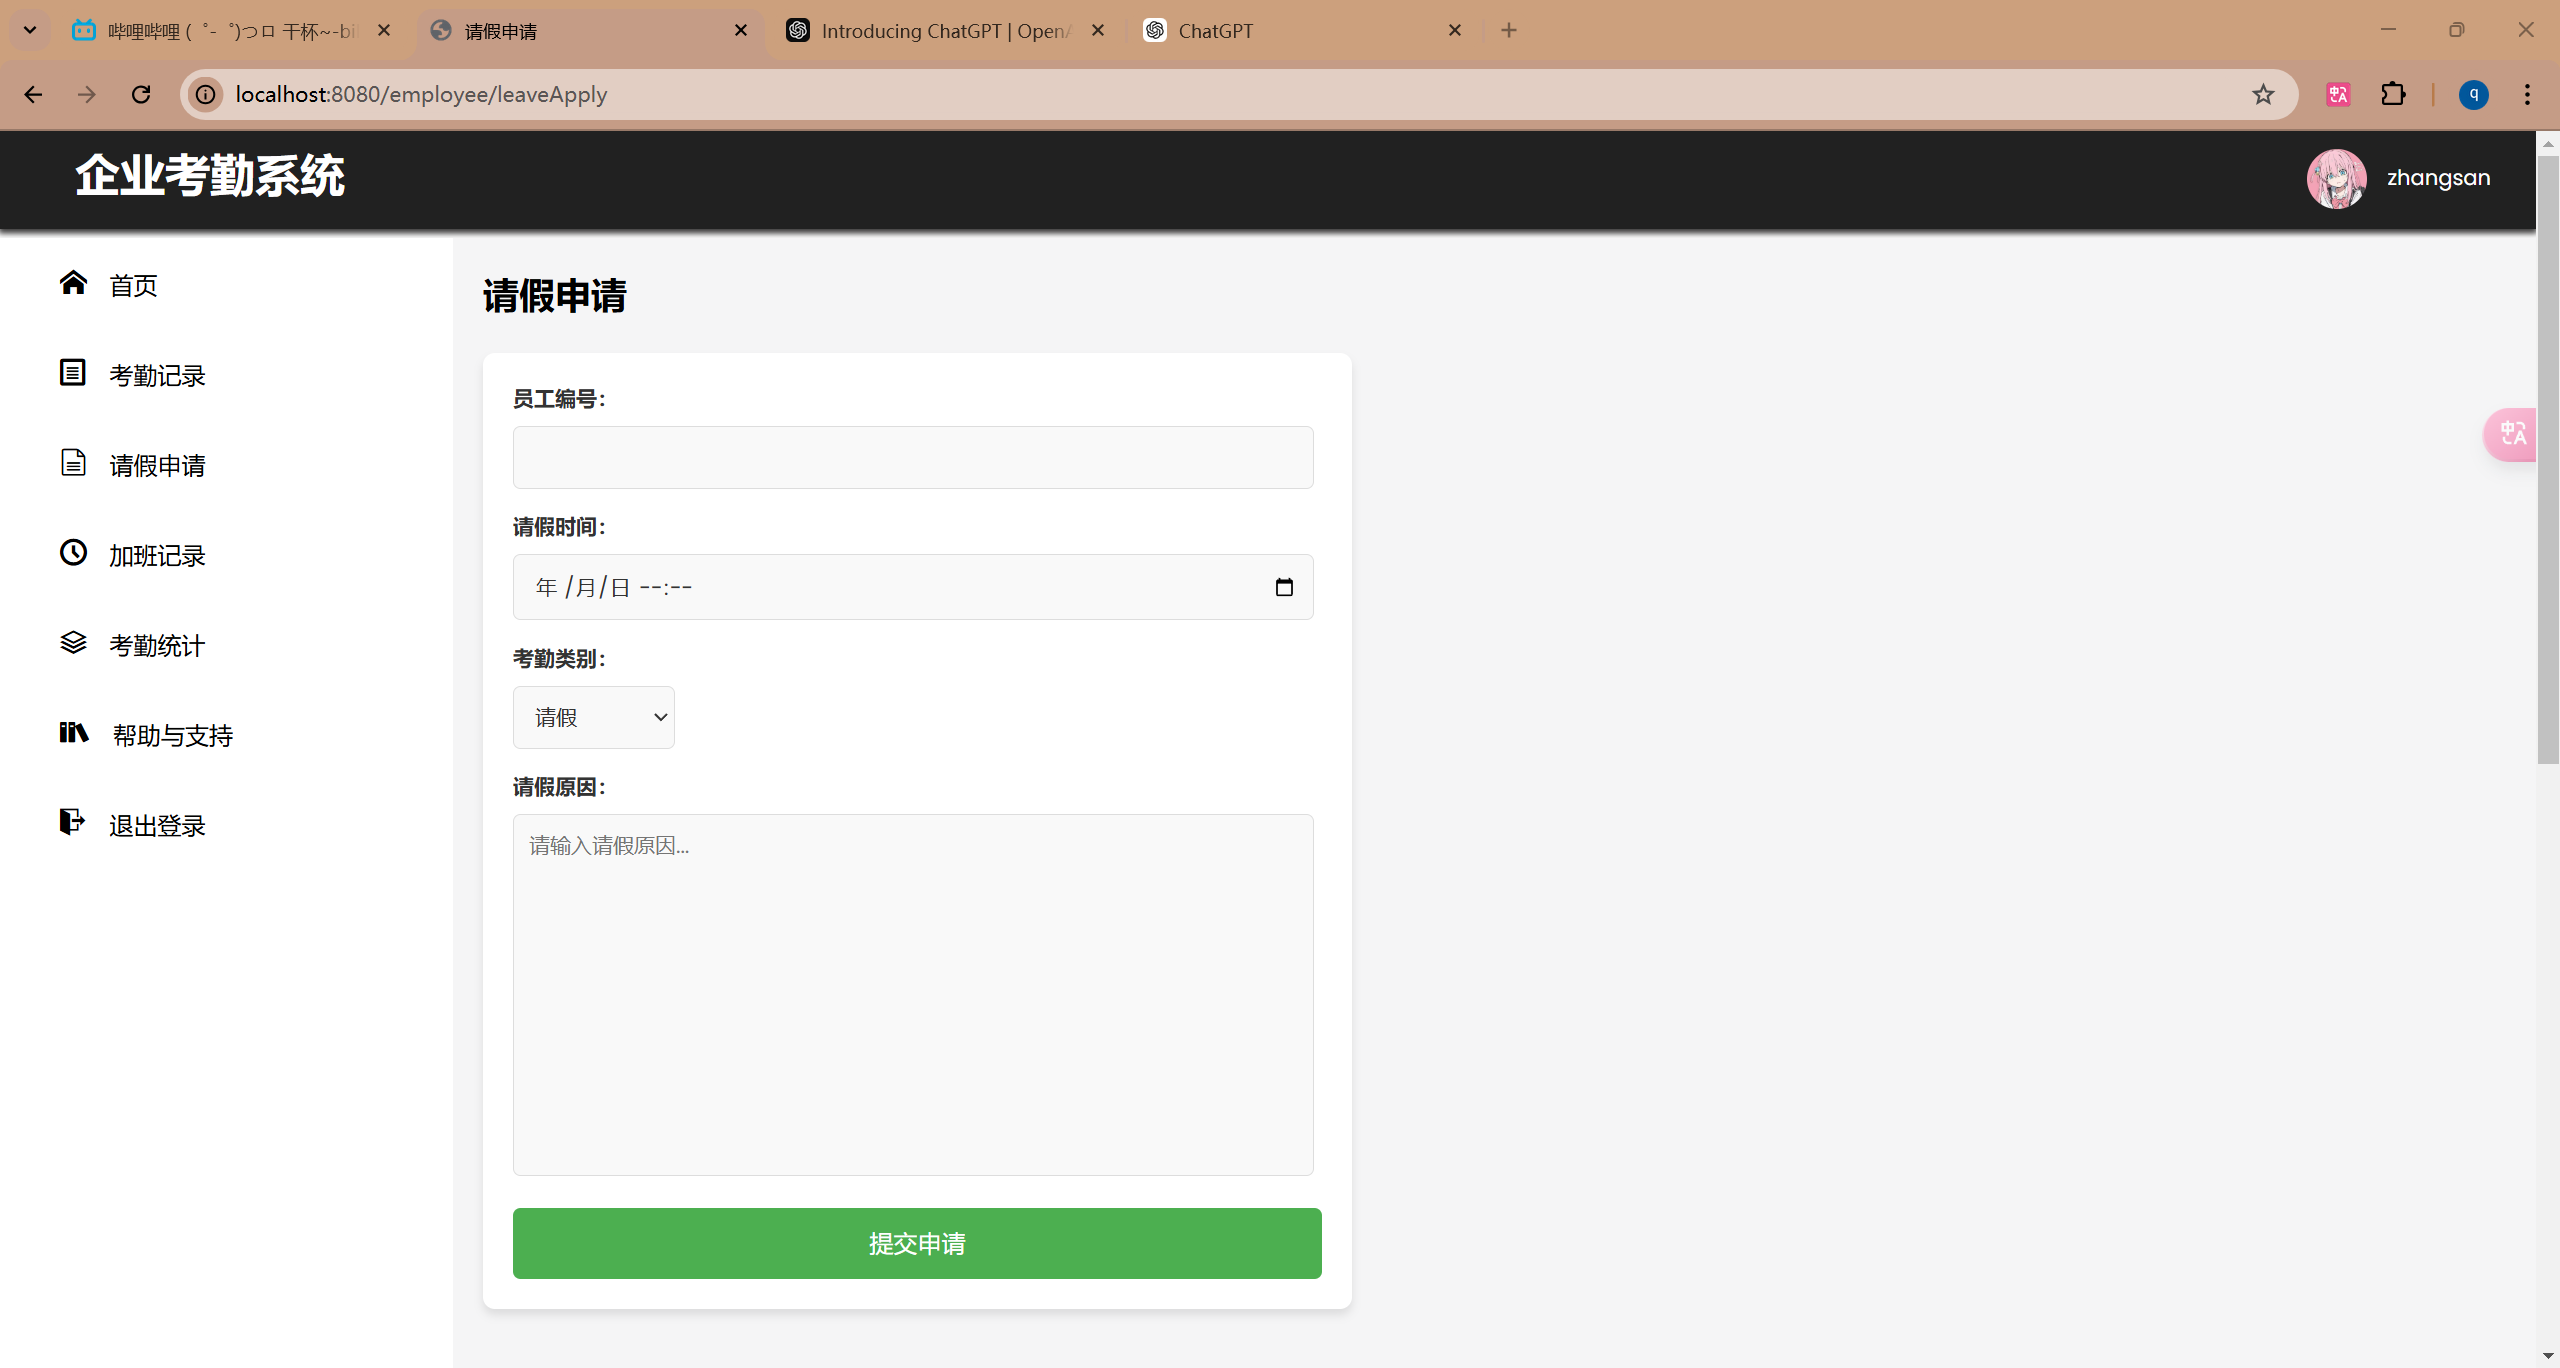 哔哩哔哩 (゜-゜)つロ 干杯~-bi
请假申请
Introducing ChatGPT | OpenA
ChatGPT
localhost:8080/employee/leaveApply
q
企业考勤系统
zhangsan
首页
考勤记录
请假申请
加班记录
考勤统计
帮助与支持
退出登录
请假申请
员工编号：
请假时间：
年 /月/日 --:--
考勤类别：
请假
请假原因：
请输入请假原因...
提交申请